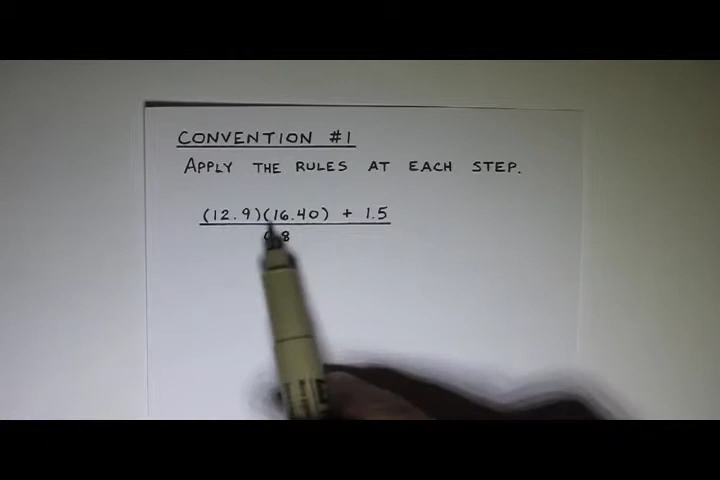 CONVENTION #1
APPLY THE RULES AT EACH STEP.
(12.9)(16.40) + 1.5